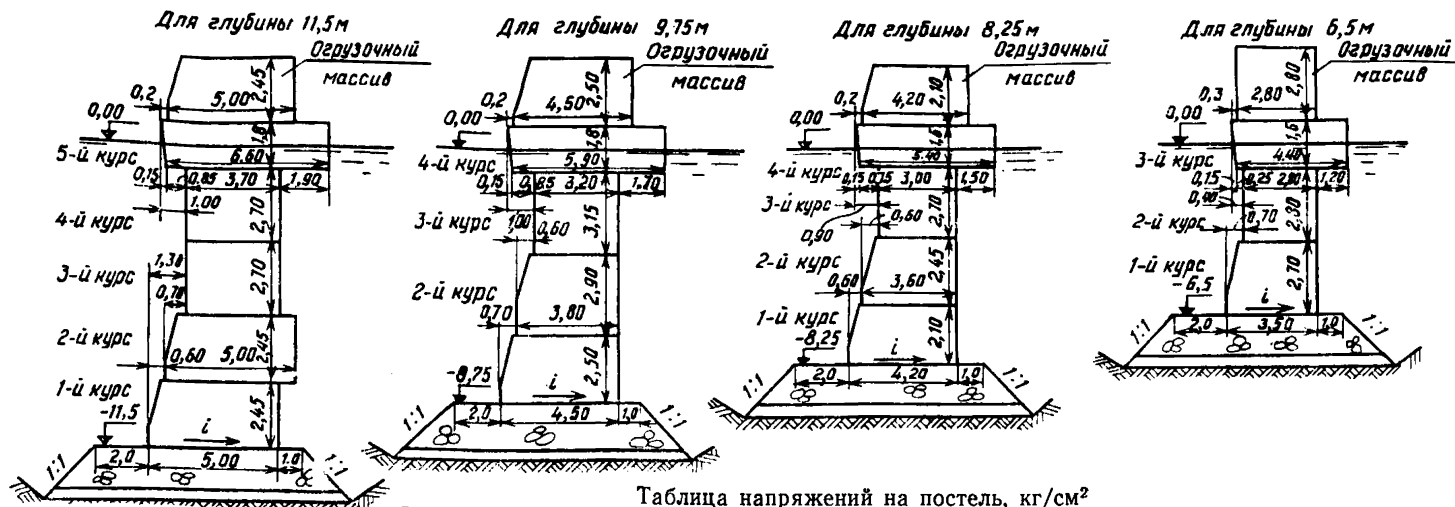 Для глубины 11,5м
Огрузочный
массив
0,2
5,00
2,45
0,00
1,8
5-й курс
6.60
0,15
0,85
3,70
1,90
1.00
4-й курс
2,70
1,30
3-й курс
2,70
0,70
2-й курс
0,60
5,00
2,45
1-й курс
-11,5
2,45
i
1:1
2,0
5,00
1.0
1:1
Для глубины 9,75м
Огрузочный
массив
0,2
4,50
2,50
0,00
1,8
4-й курс
5,90
0,15
0,85
3,20
1,70
3-й курс
1,00
0,60
3,15
2-й курс
2,90
0,70
3,80
2,50
i
1:1
2,0
4,50
1,0
1:1
Для глубины 8,25м
Огрузочный
массив
0,2
4,20
2,10
0,00
1,6
5.40
4-й курс
0,15
0,75
3,00
1,50
3-й курс
0,60
0,90
2,70
2-й курс
2,45
0,60
3,60
1-й курс
-8,25
2,10
i
1:1
2,0
4,20
1,0
1:1
Для глубины 6,5м
Огрузочный
массив
0,3
2,80
2,80
0,00
1,6
3-й курс
4.40
0,15
0,25
1,20
0,90
2-й курс
0,70
2,30
1-й курс
-6,5
2,70
i
1:1
2,0
3,50
1,0
1:1
Таблица напряжений на постель, кг/см²